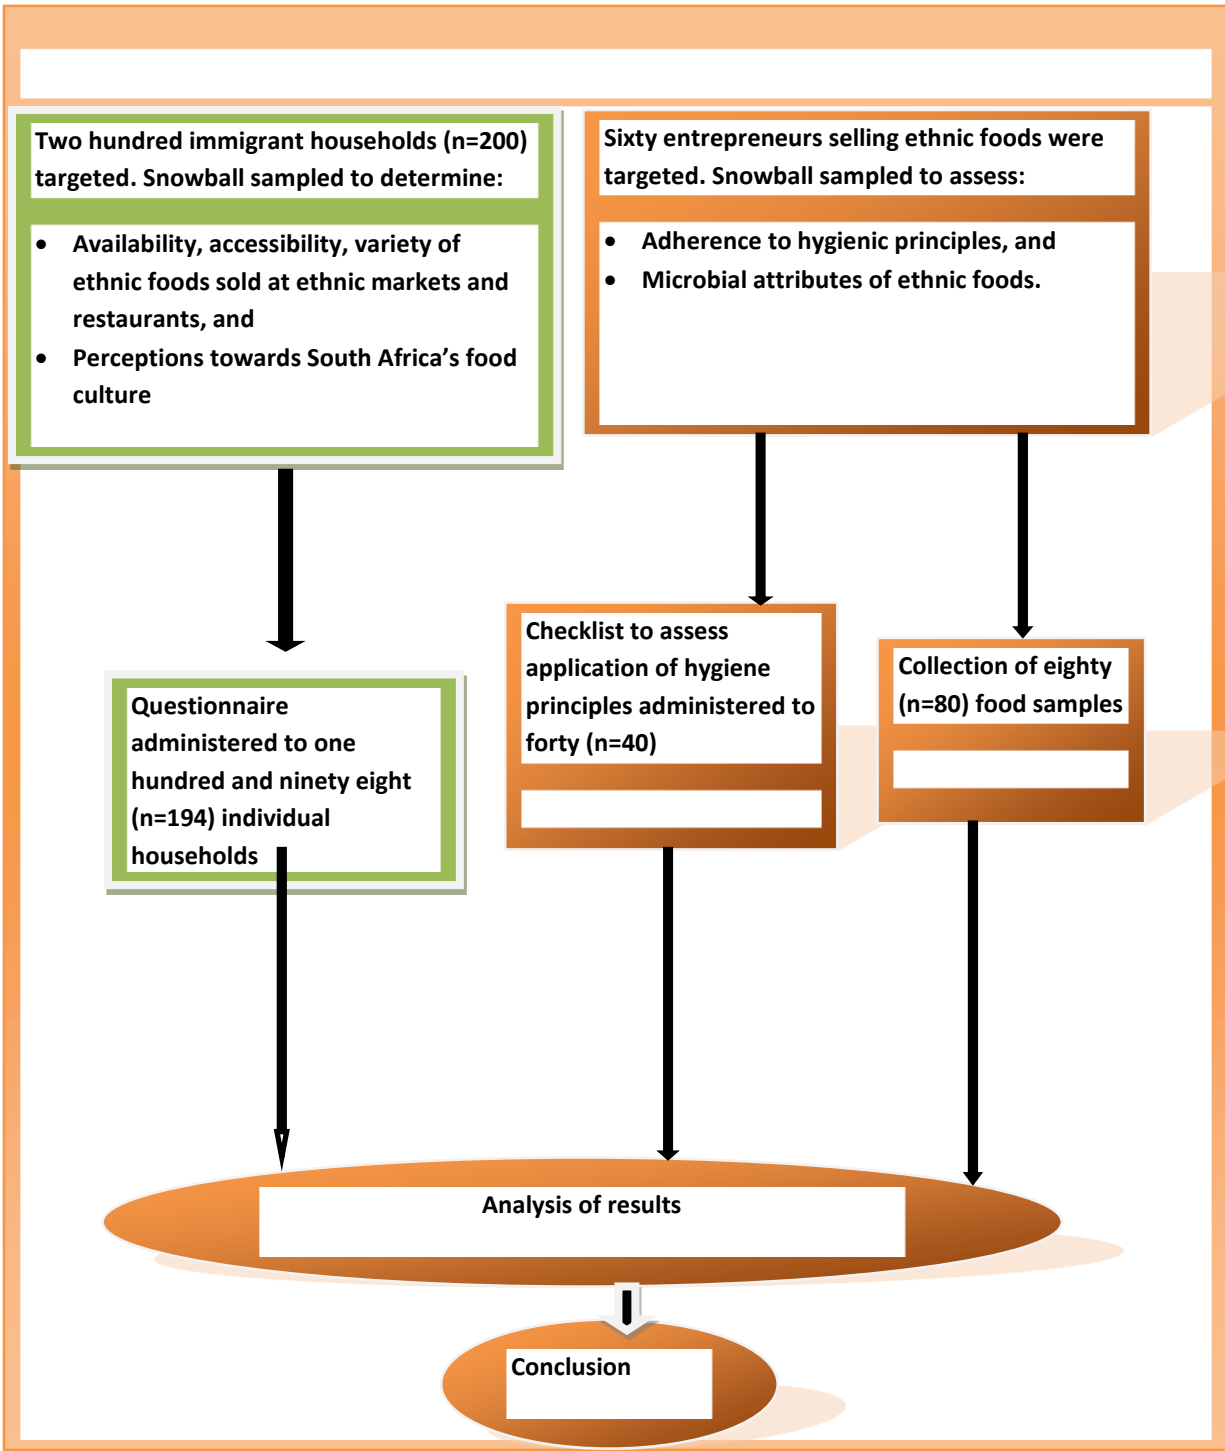 Two hundred immigrant households (n=200)
targeted. Snowball sampled to determine:
• Availability, accessibility, variety of
ethnic foods sold at ethnic markets and
restaurants, and
• Perceptions towards South Africa’s food
culture
Sixty entrepreneurs selling ethnic foods were
targeted. Snowball sampled to assess:
• Adherence to hygienic principles, and
• Microbial attributes of ethnic foods.
Questionnaire
administered to one
hundred and ninety eight
(n=194) individual
households
Checklist to assess
application of hygiene
principles administered to
forty (n=40)
Collection of eighty
(n=80) food samples
Analysis of results
Conclusion